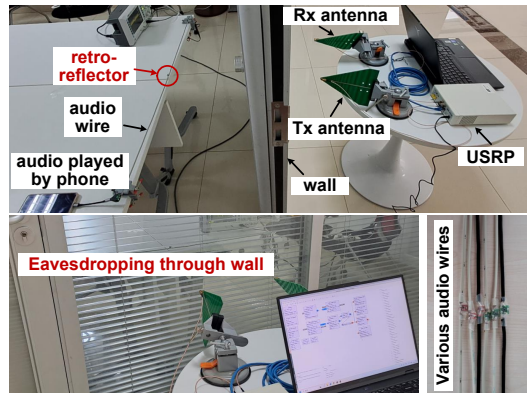 Rx antenna
retro-
reflector
audio
wire
Tx antenna
audio played
by phone
wall
USRP
Eavesdropping through wall
Various audio wires